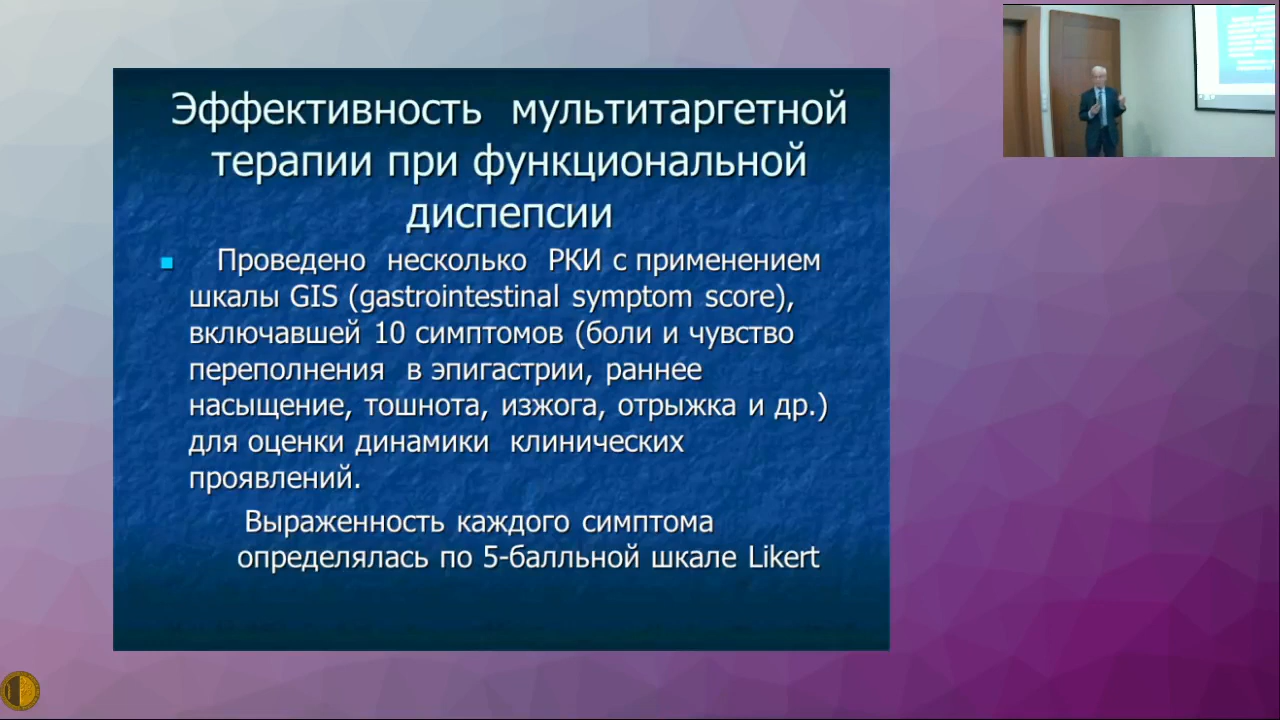 Эффективность мультитаргетной
терапии при функциональной
диспепсии
Проведено несколько РКИ с применением
шкалы GIS (gastrointestinal symptom score),
включавшей 10 симптомов (боли и чувство
переполнения в эпигастрии, раннее
насыщение, тошнота, изжога, отрыжка и др.)
для оценки динамики клинических
проявлений.
Выраженность каждого симптома
определялась по 5-балльной шкале Likert